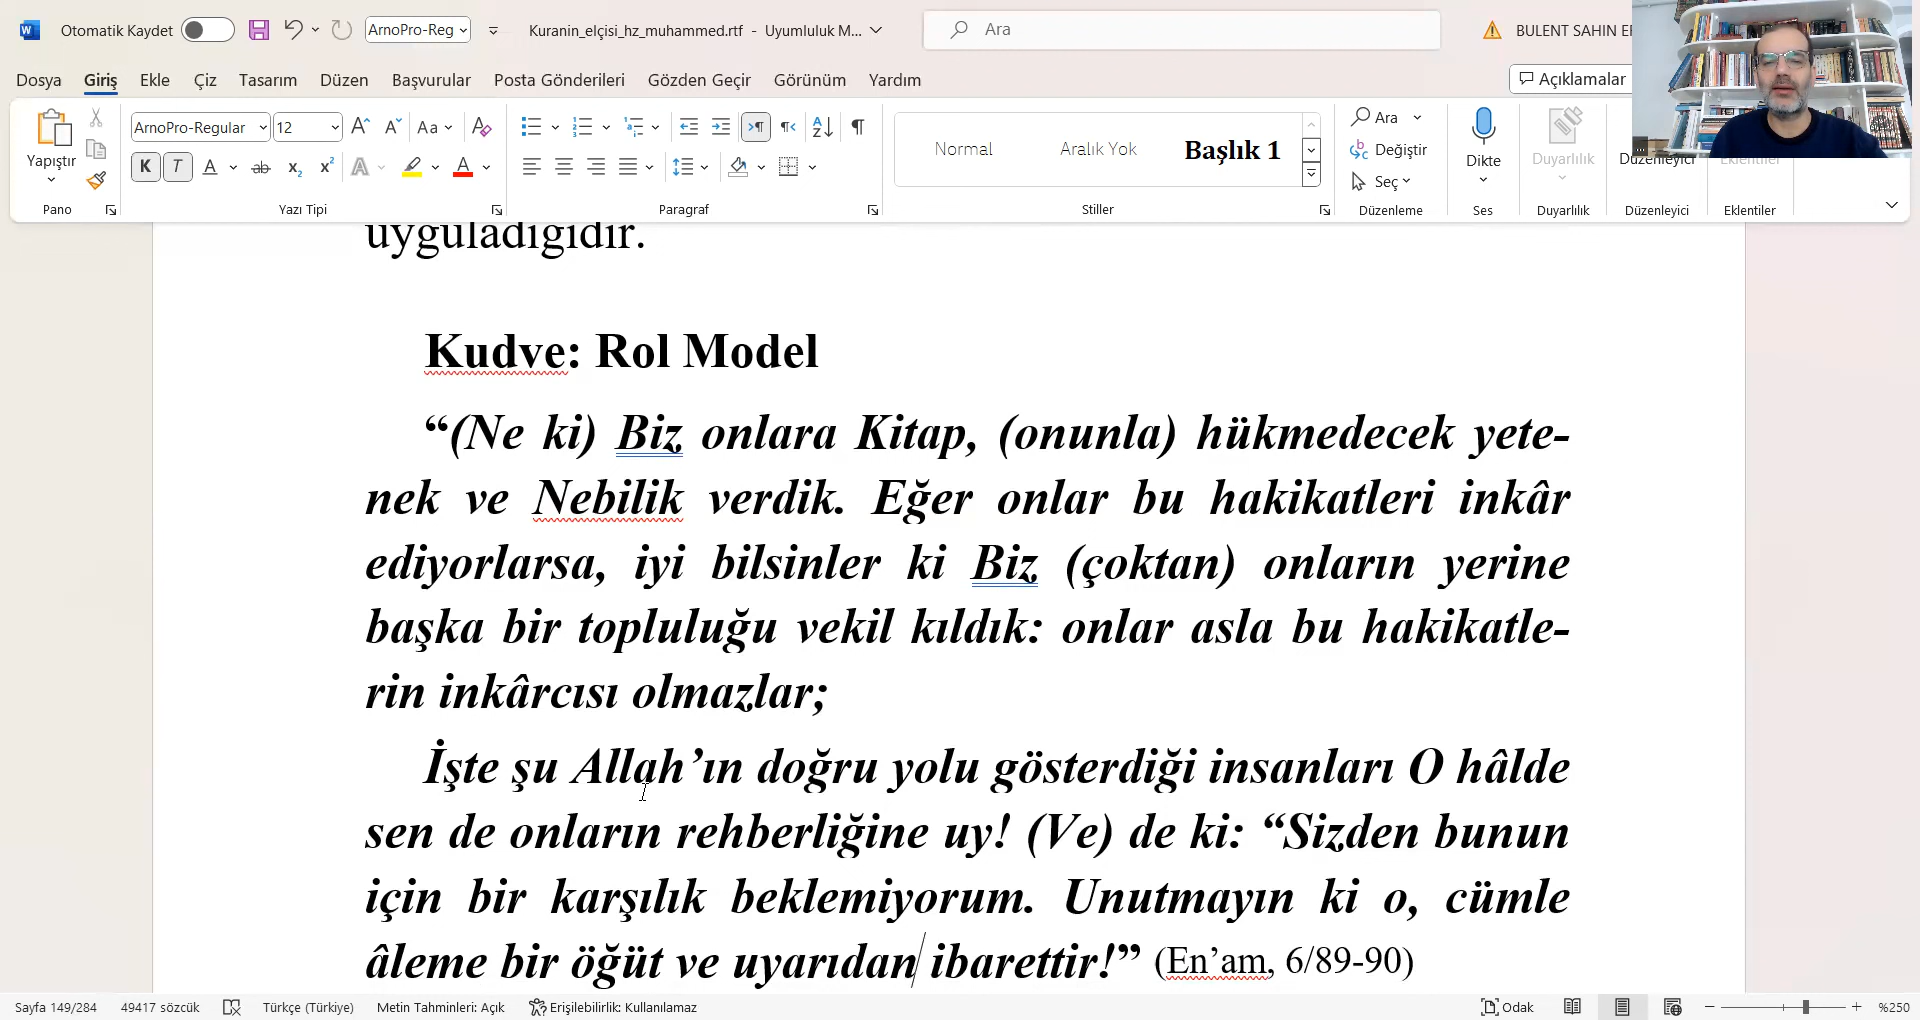 Otomatik Kaydet
ArnoPro-Reg
Kuranin_elçisi_hz_muhammed.rtf - Uyumluluk M...
Ara
BULENT SAHIN
Dosya Giriş Ekle Çiz Tasarım Düzen Başvurular Posta Gönderileri Gözden Geçir Görünüm Yardım
Açıklamalar
Yapıştır
Pano
ArnoPro-Regular 12
Yazı Tipi
Paragraf
Normal Aralık Yok Başlık 1
Stiller
Ara
Değiştir
Seç
Düzenleme
Dikte
Ses
Duyarlılık
Duyarlılık
Düzenleyici
Düzenleyici
Eklentiler
Eklentiler
uyguladığıdır.
Kudve: Rol Model
“(Ne ki) Biz onlara Kitap, (onunla) hükmedecek yete-
nek ve Nebilik verdik. Eğer onlar bu hakikatleri inkâr
ediyorlarsa, iyi bilsinler ki Biz (çoktan) onların yerine
başka bir topluluğu vekil kıldık: onlar asla bu hakikatle-
rin inkârcısı olmazlar;
İşte şu Allah’ın doğru yolu gösterdiği insanları O hâlde
sen de onların rehberliğine uy! (Ve) de ki: “Sizden bunun
için bir karşılık beklemiyorum. Unutmayın ki o, cümle
âleme bir öğüt ve uyarıdan ibarettir!” (En’am, 6/89-90)
Sayfa 149/284 49417 sözcük Türkçe (Türkiye) Metin Tahminleri: Açık Erişilebilirlik: Kullanılamaz
Odak
%250